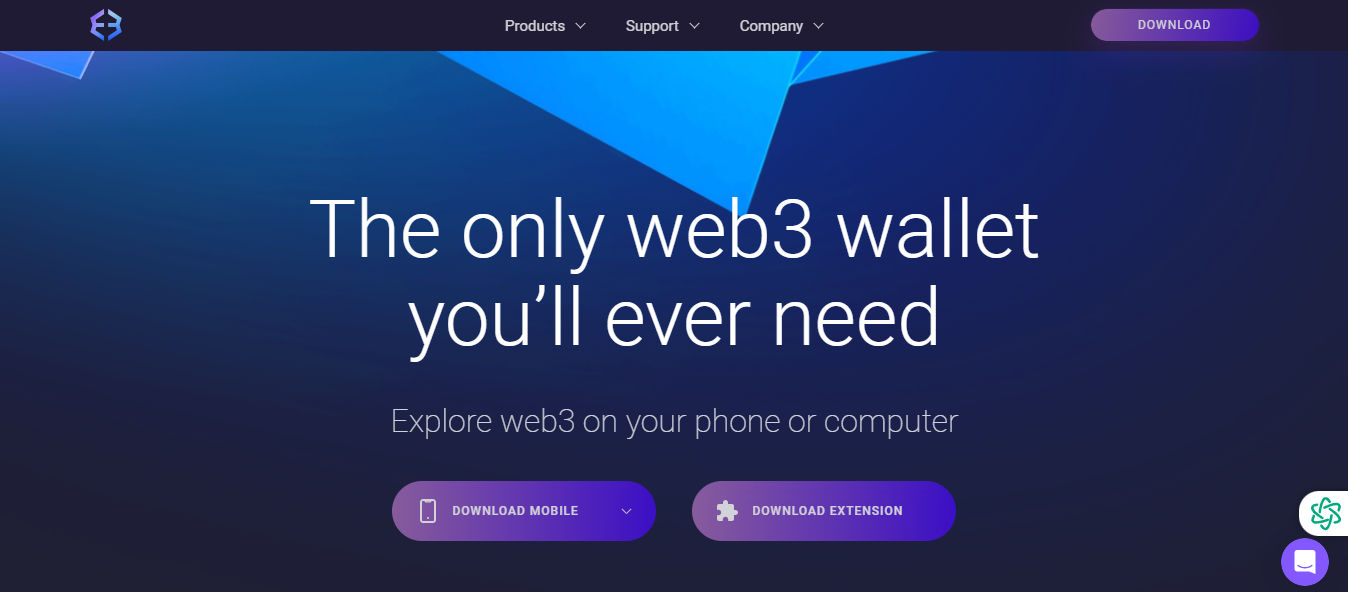 Products
Support
Company
DOWNLOAD
The only web3 wallet
you’ll ever need
Explore web3 on your phone or computer
DOWNLOAD MOBILE
DOWNLOAD EXTENSION